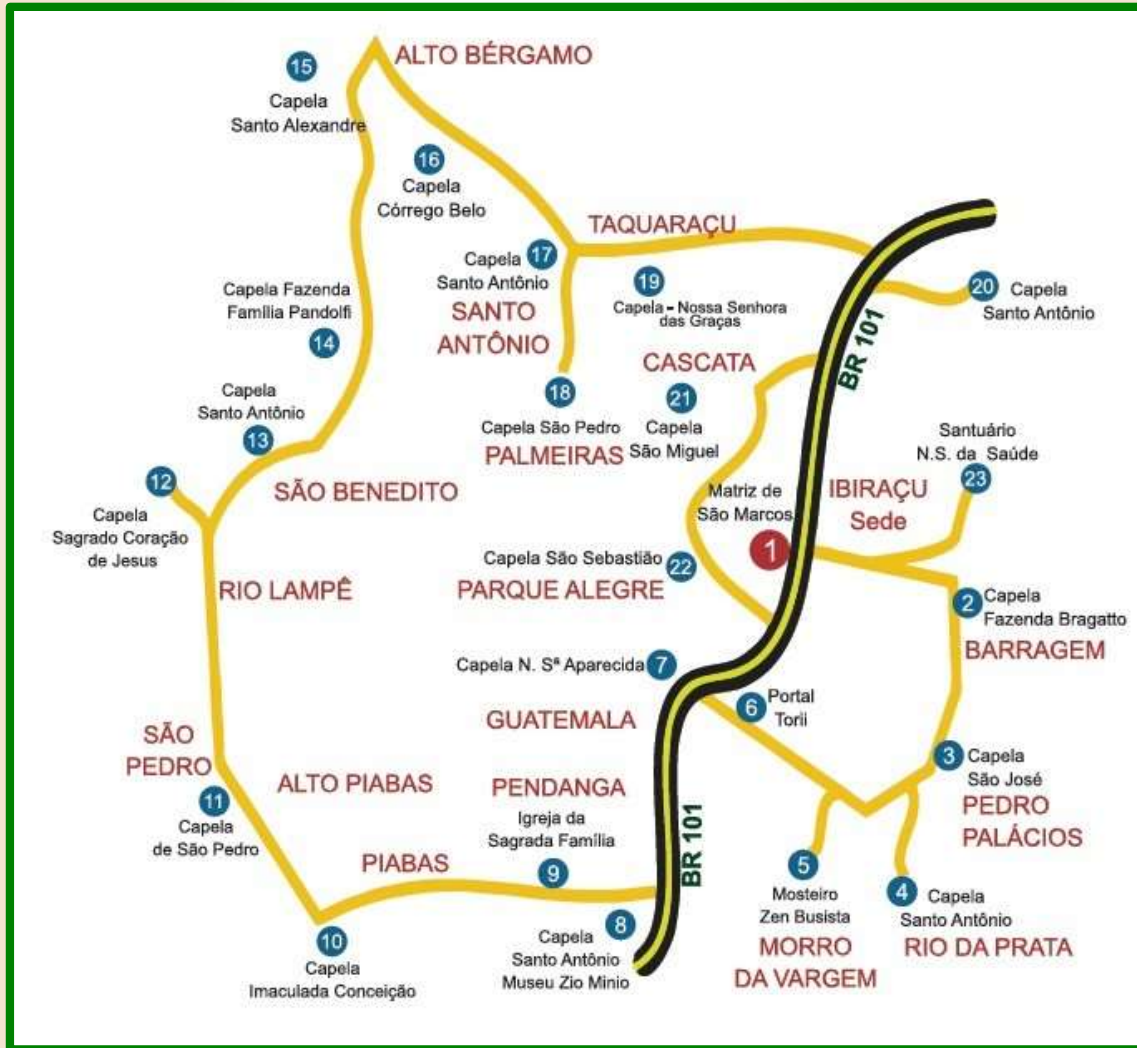 ALTO BÉRGAMO
15
Capela
Santo Alexandre
16
Capela
Córrego Belo
TAQUARAÇU
17
Capela
Santo Antônio
SANTO
ANTÔNIO
19
Capela - Nossa Senhora
das Graças
20
Capela
Santo Antônio
BR 101
Capela Fazenda
Família Pandolfi
14
CASCATA
18
Capela São Pedro
PALMEIRAS
21
Capela
São Miguel
Capela
Santo Antônio
13
SÃO BENEDITO
Santuário
N.S. da Saúde
23
12
Capela
Sagrado Coração
de Jesus
Matriz de
São Marcos
1
IBIRAÇU
Sede
Capela São Sebastião
22
PARQUE ALEGRE
RIO LAMPÊ
2
Capela
Fazenda Bragatto
BARRAGEM
Capela N. Sª Aparecida
7
6
Portal
Torii
GUATEMALA
SÃO
PEDRO
11
Capela
de São Pedro
ALTO PIABAS
PENDANGA
Igreja da
Sagrada Família
9
3
Capela
São José
PEDRO
PALÁCIOS
BR 101
PIABAS
5
Mosteiro
Zen Busista
MORRO
DA VARGEM
4
Capela
Santo Antônio
RIO DA PRATA
8
Capela
Santo Antônio
Museu Zio Minio
10
Capela
Imaculada Conceição